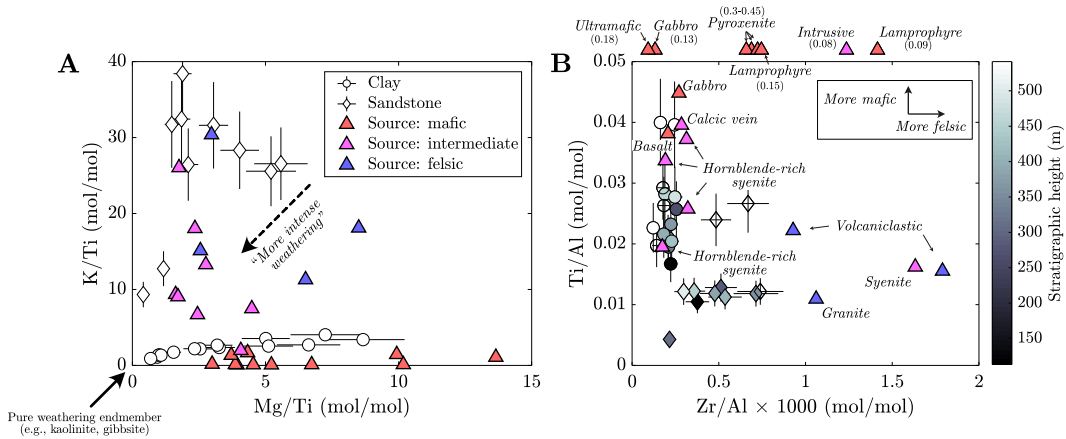 A
K/Ti (mol/mol)
40
30
20
10
0
0
5
10
15
Mg/Ti (mol/mol)
Clay
Sandstone
Source: mafic
Source: intermediate
Source: felsic
"More intense
weathering"
Pure weathering endmember
(e.g., kaolinite, gibbsite)
B
Ultramafic
(0.18)
Gabbro
(0.13)
(0.3-0.45)
Pyroxenite
Lamprophyre
(0.15)
Intrusive
(0.08)
Lamprophyre
(0.09)
Ti/Al (mol/mol)
0.05
0.04
0.03
0.02
0.01
0
0
0.5
1
1.5
2
Zr/Al × 1000 (mol/mol)
More mafic
More felsic
Gabbro
Calcic vein
Basalt
Hornblende-rich
syenite
Volcaniclastic
Hornblende-rich
syenite
Syenite
Granite
500
450
400
350
300
250
200
150
Stratigraphic height (m)